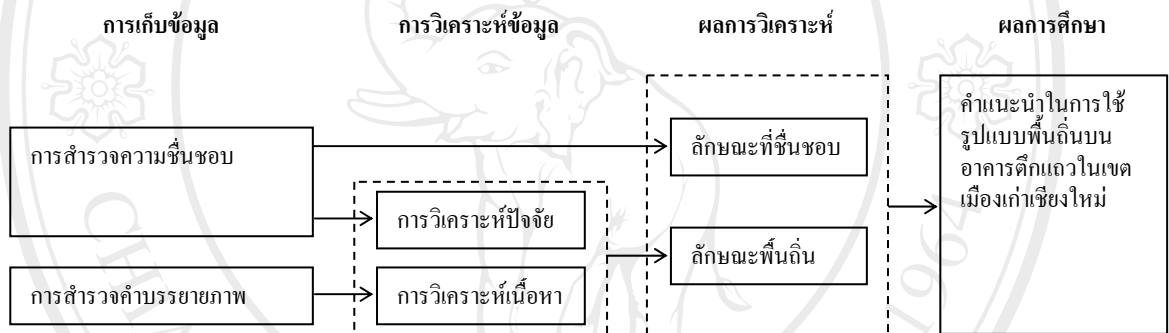 การเก็บข้อมูล การวิเคราะห์ข้อมูล ผลการวิเคราะห์ ผลการศึกษา
การสำรวจความชื่นชอบ
การสำรวจคำบรรยายภาพ
การวิเคราะห์ปัจจัย
การวิเคราะห์เนื้อหา
ลักษณะที่ชื่นชอบ
ลักษณะพื้นถิ่น
คำแนะนำในการใช้
รูปแบบพื้นถิ่นบน
อาคารตึกแถวในเขต
เมืองเก่าเชียงใหม่
CH
1964